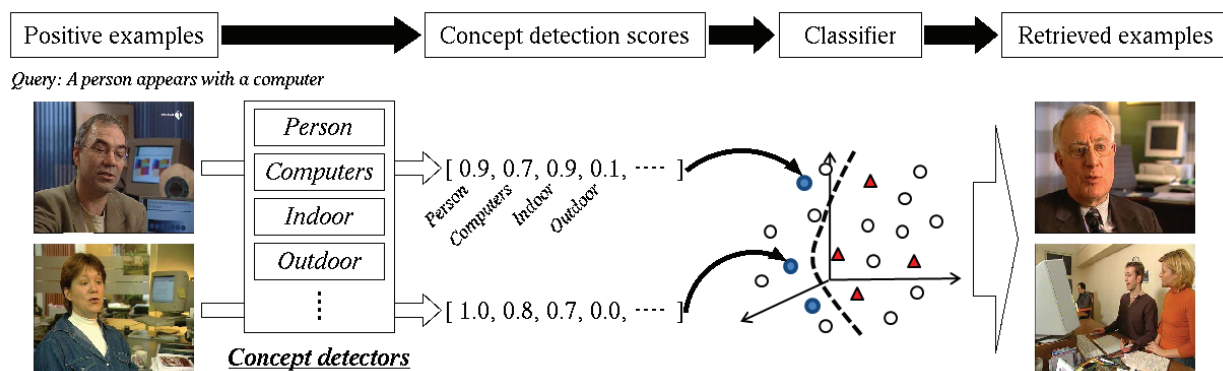 Positive examples
Concept detection scores
Classifier
Retrieved examples
Query: A person appears with a computer
Person
Computers
Indoor
Outdoor
⋮
Concept detectors
[ 0.9, 0.7, 0.9, 0.1, ---- ]
Person
Computers
Indoor
Outdoor
[ 1.0, 0.8, 0.7, 0.0, ---- ]